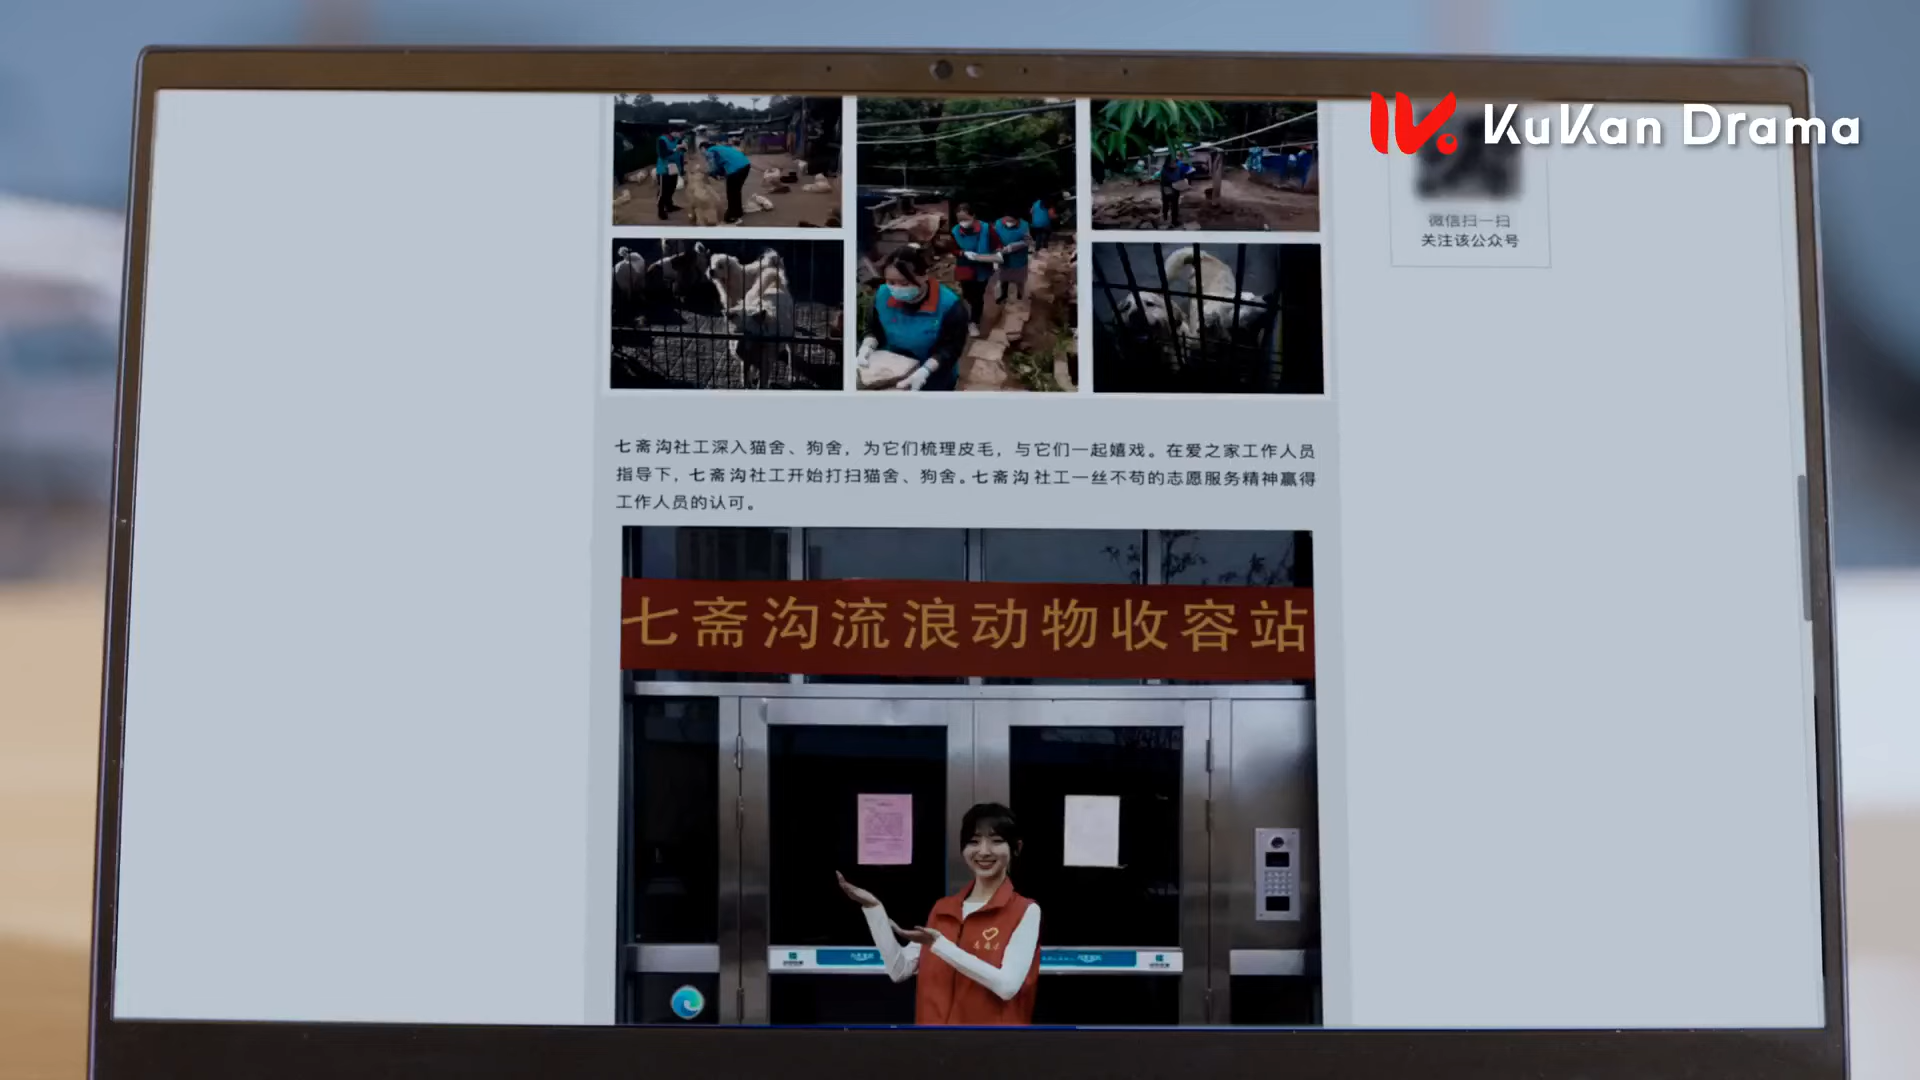 KuKan Drama
微信扫一扫
关注该公众号
七斋沟社工深入猫舍、狗舍，为它们梳理皮毛，与它们一起嬉戏。在爱之家工作人员
指导下，七斋沟社工开始打扫猫舍、狗舍。七斋沟社工一丝不苟的志愿服务精神赢得
工作人员的认可。
七斋沟流浪动物收容站